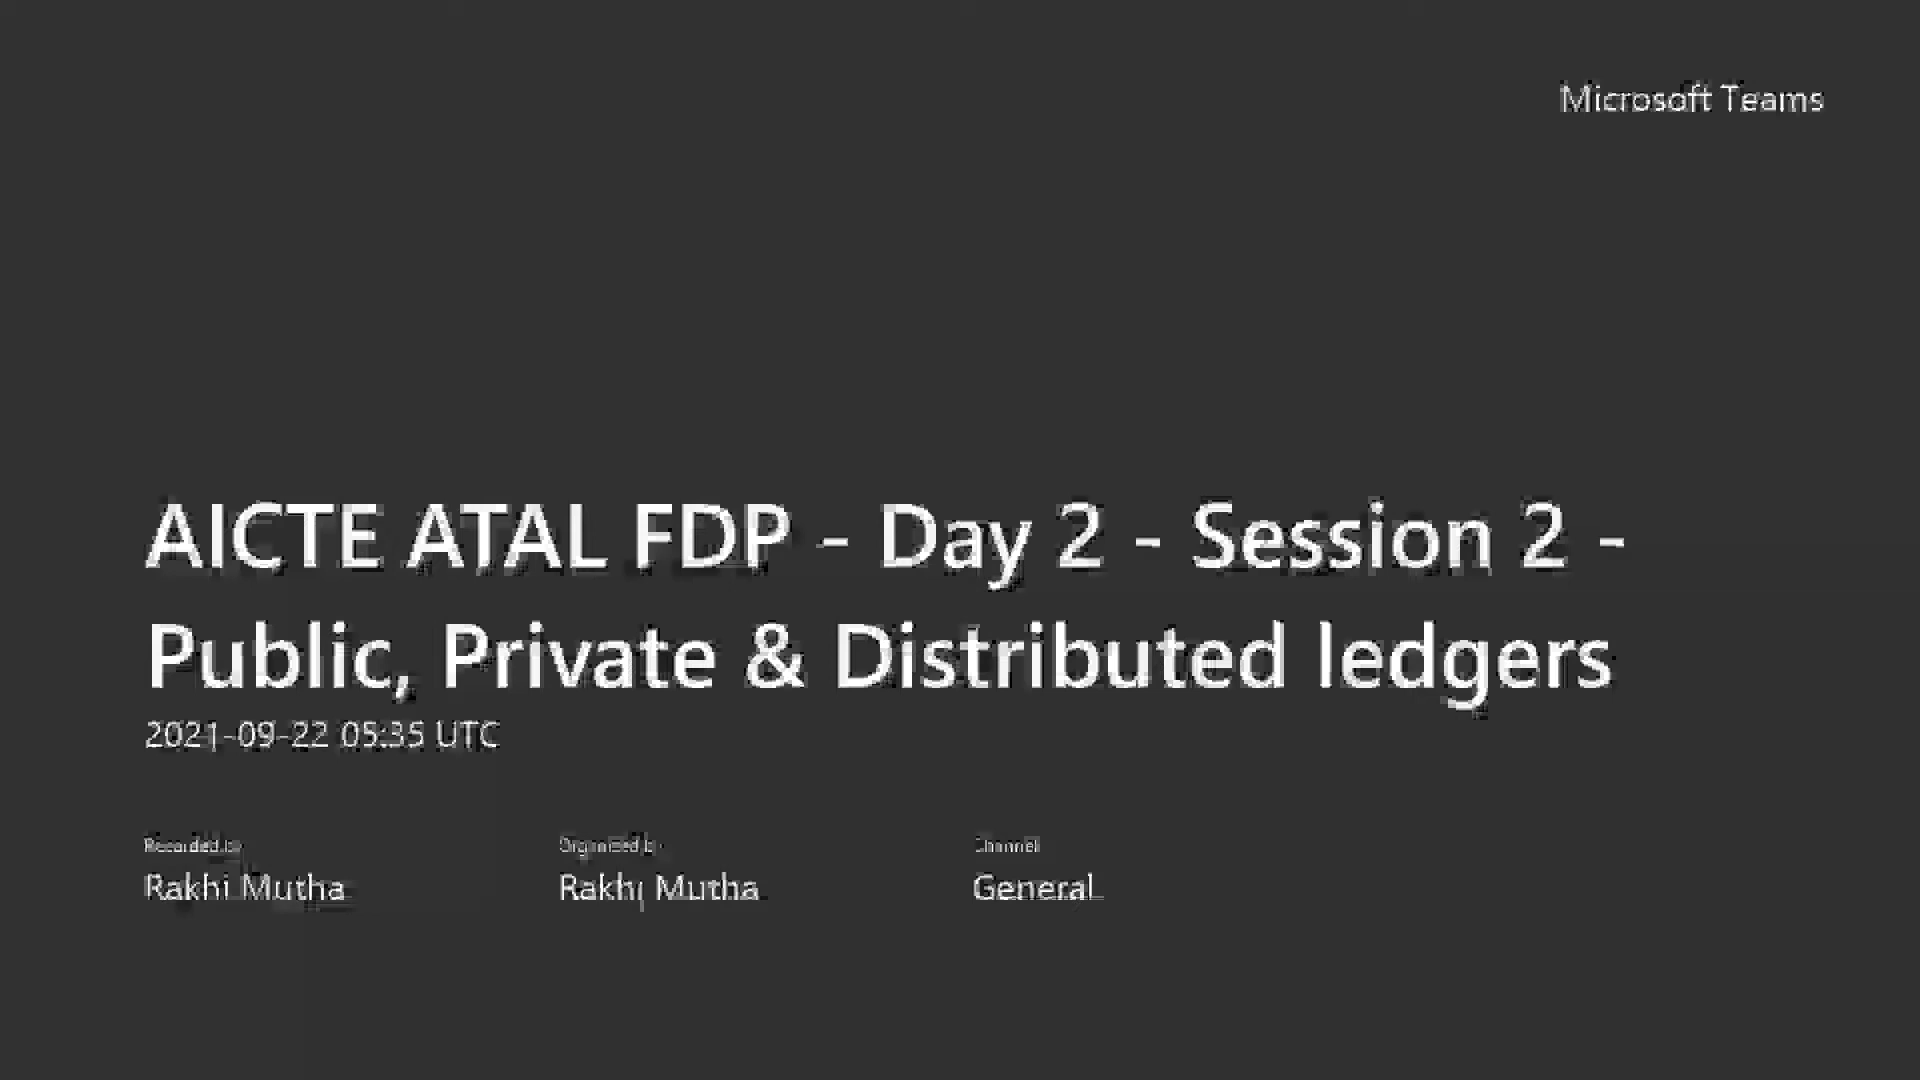 Microsoft Teams
AICTE ATAL FDP - Day 2 - Session 2 -
Public, Private & Distributed ledgers
2021-09-22 05:35 UTC
Recorded by
Organized by
Channel
Rakhi Mutha
Rakhi Mutha
General